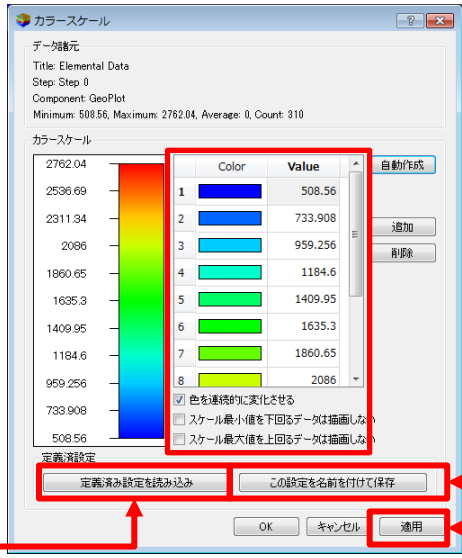 カラースケール
データ諸元
Title: Elemental Data
Step: Step 0
Component: GeoPlot
Minimum: 508.56, Maximum: 2762.04, Average: 0, Count: 310
カラースケール
2762.04
2536.69
2311.34
2086
1860.65
1635.3
1409.95
1184.6
959.256
733.908
508.56
Color Value
1 508.56
2 733.908
3 959.256
4 1184.6
5 1409.95
6 1635.3
7 1860.65
8 2086
自動作成
追加
削除
色を連続的に変化させる
スケール最小値を下回るデータは描画しない
スケール最大値を上回るデータは描画しない
定義済設定
定義済み設定を読み込み この設定を名前を付けて保存
OK キャンセル 適用